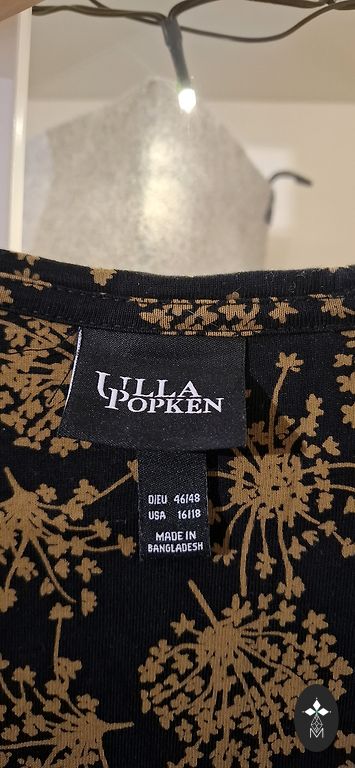 ULLA
POPKEN
D|EU 46/48
USA 16|18
MADE IN
BANGLADESH
M